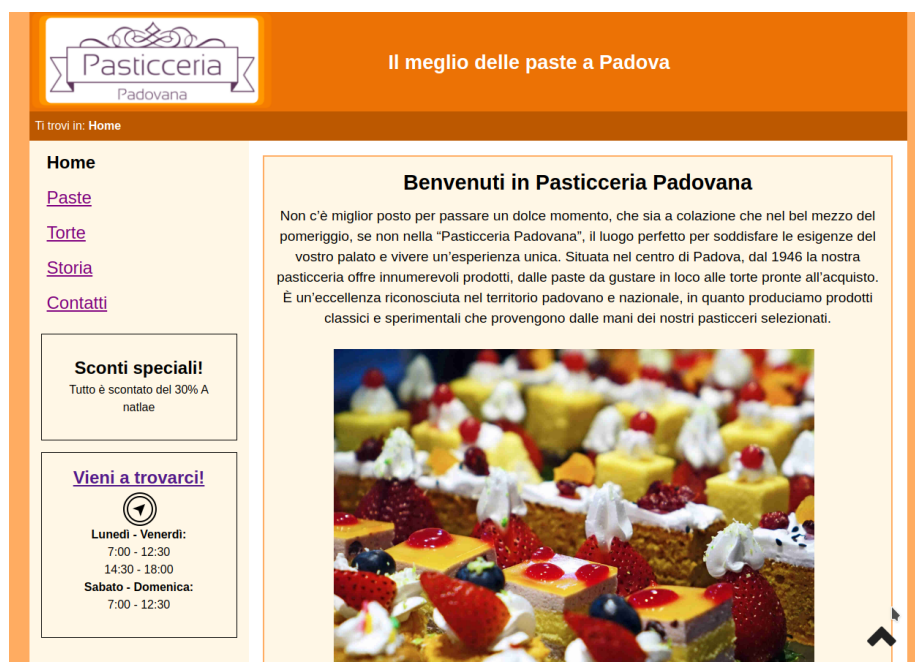 Pasticceria
Padovana
Il meglio delle paste a Padova
Ti trovi in: Home
Home
Paste
Torte
Storia
Contatti
Sconti speciali!
Tutto è scontato del 30% A
natlae
Vieni a trovarci!
Lunedì - Venerdì:
7:00 - 12:30
14:30 - 18:00
Sabato - Domenica:
7:00 - 12:30
Benvenuti in Pasticceria Padovana
Non c’è miglior posto per passare un dolce momento, che sia a colazione che nel bel mezzo del
pomeriggio, se non nella “Pasticceria Padovana”, il luogo perfetto per soddisfare le esigenze del
vostro palato e vivere un’esperienza unica. Situata nel centro di Padova, dal 1946 la nostra
pasticceria offre innumerevoli prodotti, dalle paste da gustare in loco alle torte pronte all’acquisto.
È un’eccellenza riconosciuta nel territorio padovano e nazionale, in quanto produciamo prodotti
classici e sperimentali che provengono dalle mani dei nostri pasticceri selezionati.